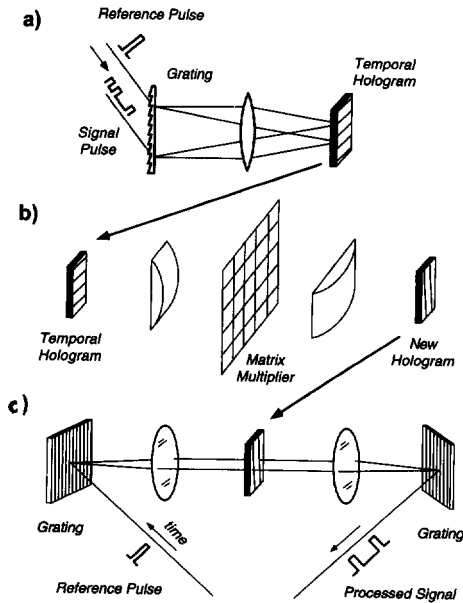 a)
Reference Pulse
Grating
Temporal
Hologram
Signal
Pulse
b)
Temporal
Hologram
Matrix
Multiplier
New
Hologram
c)
Grating
time
Grating
Reference Pulse
Processed Signal